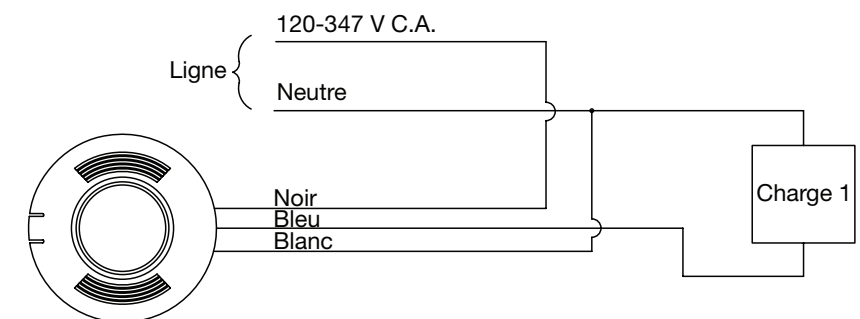 120-347 V C.A.
Ligne
Neutre
Noir
Bleu
Blanc
Charge 1